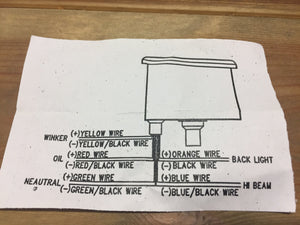 WINKER (+)YELLOW WIRE
(-)YELLOW/BLACK WIRE
OIL (+)RED WIRE (+)ORANGE WIRE BACK LIGHT
(-)RED/BLACK WIRE (-)BLACK WIRE
NEAUTRAL (+)GREEN WIRE (+)BLUE WIRE HI BEAM
(-)GREEN/BLACK WIRE (-)BLUE/BLACK WIRE